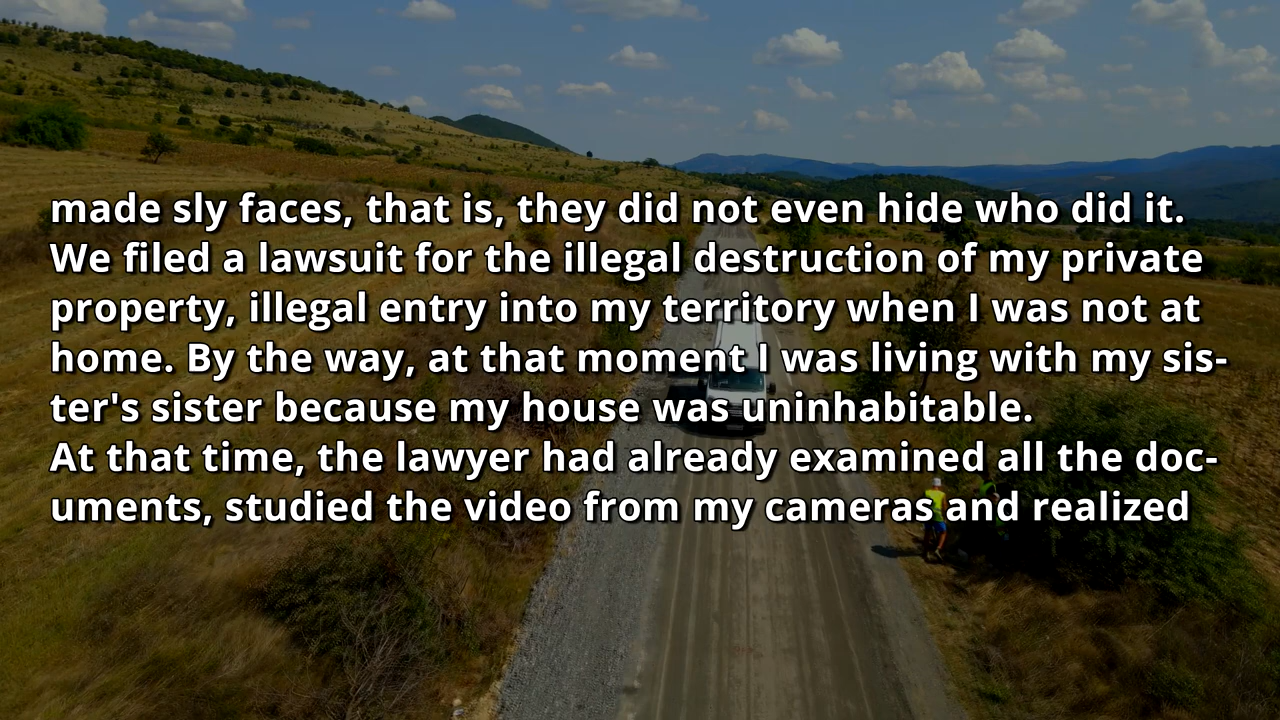 made sly faces, that is, they did not even hide who did it.
We filed a lawsuit for the illegal destruction of my private
property, illegal entry into my territory when I was not at
home. By the way, at that moment I was living with my sis-
ter's sister because my house was uninhabitable.
At that time, the lawyer had already examined all the doc-
uments, studied the video from my cameras and realized